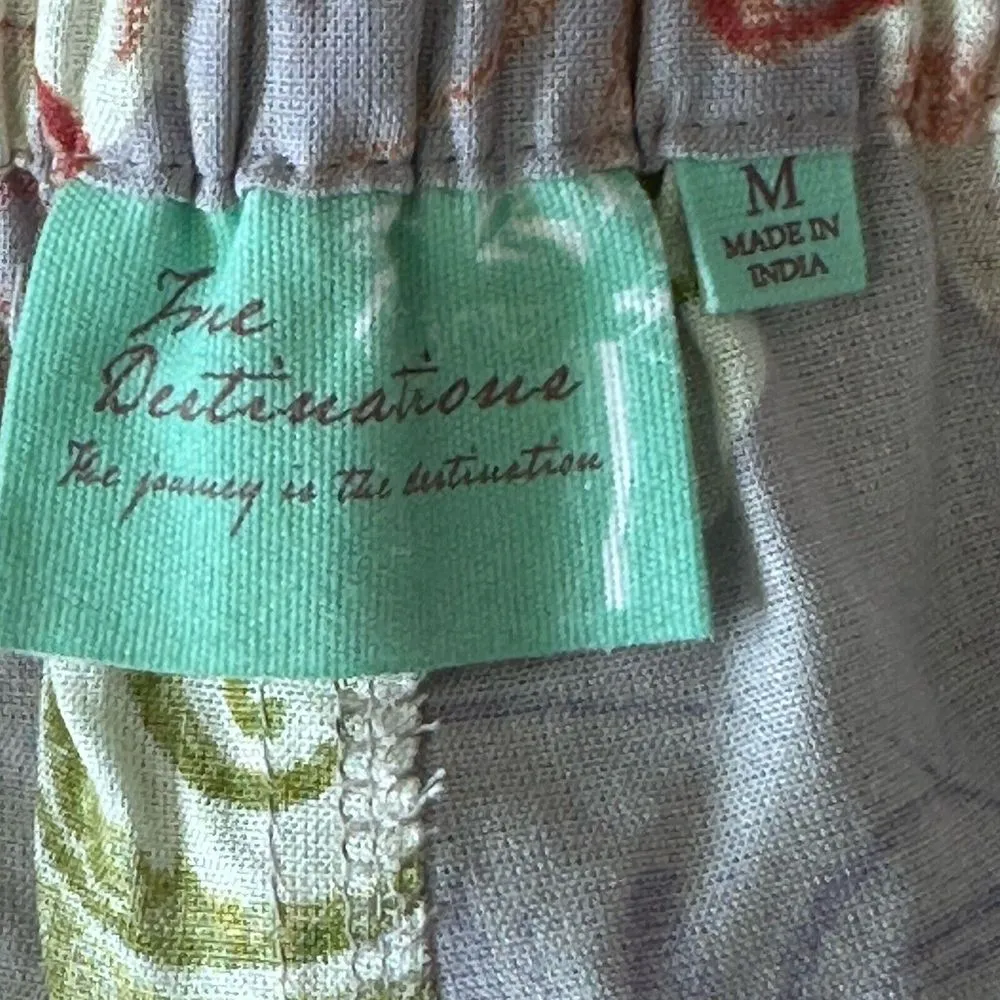 The
Destinations
The journey is the destination
M
MADE IN
INDIA